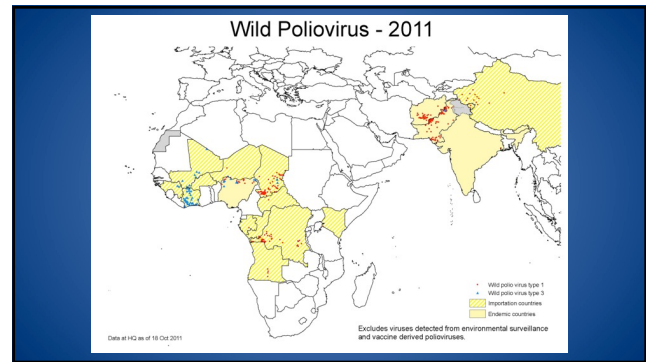 Wild Poliovirus - 2011
Wild polio virus type 1
Wild polio virus type 3
Importation countries
Endemic countries
Excludes viruses detected from environmental surveillance
and vaccine derived polioviruses.
Data at HQ as of 18 Oct 2011